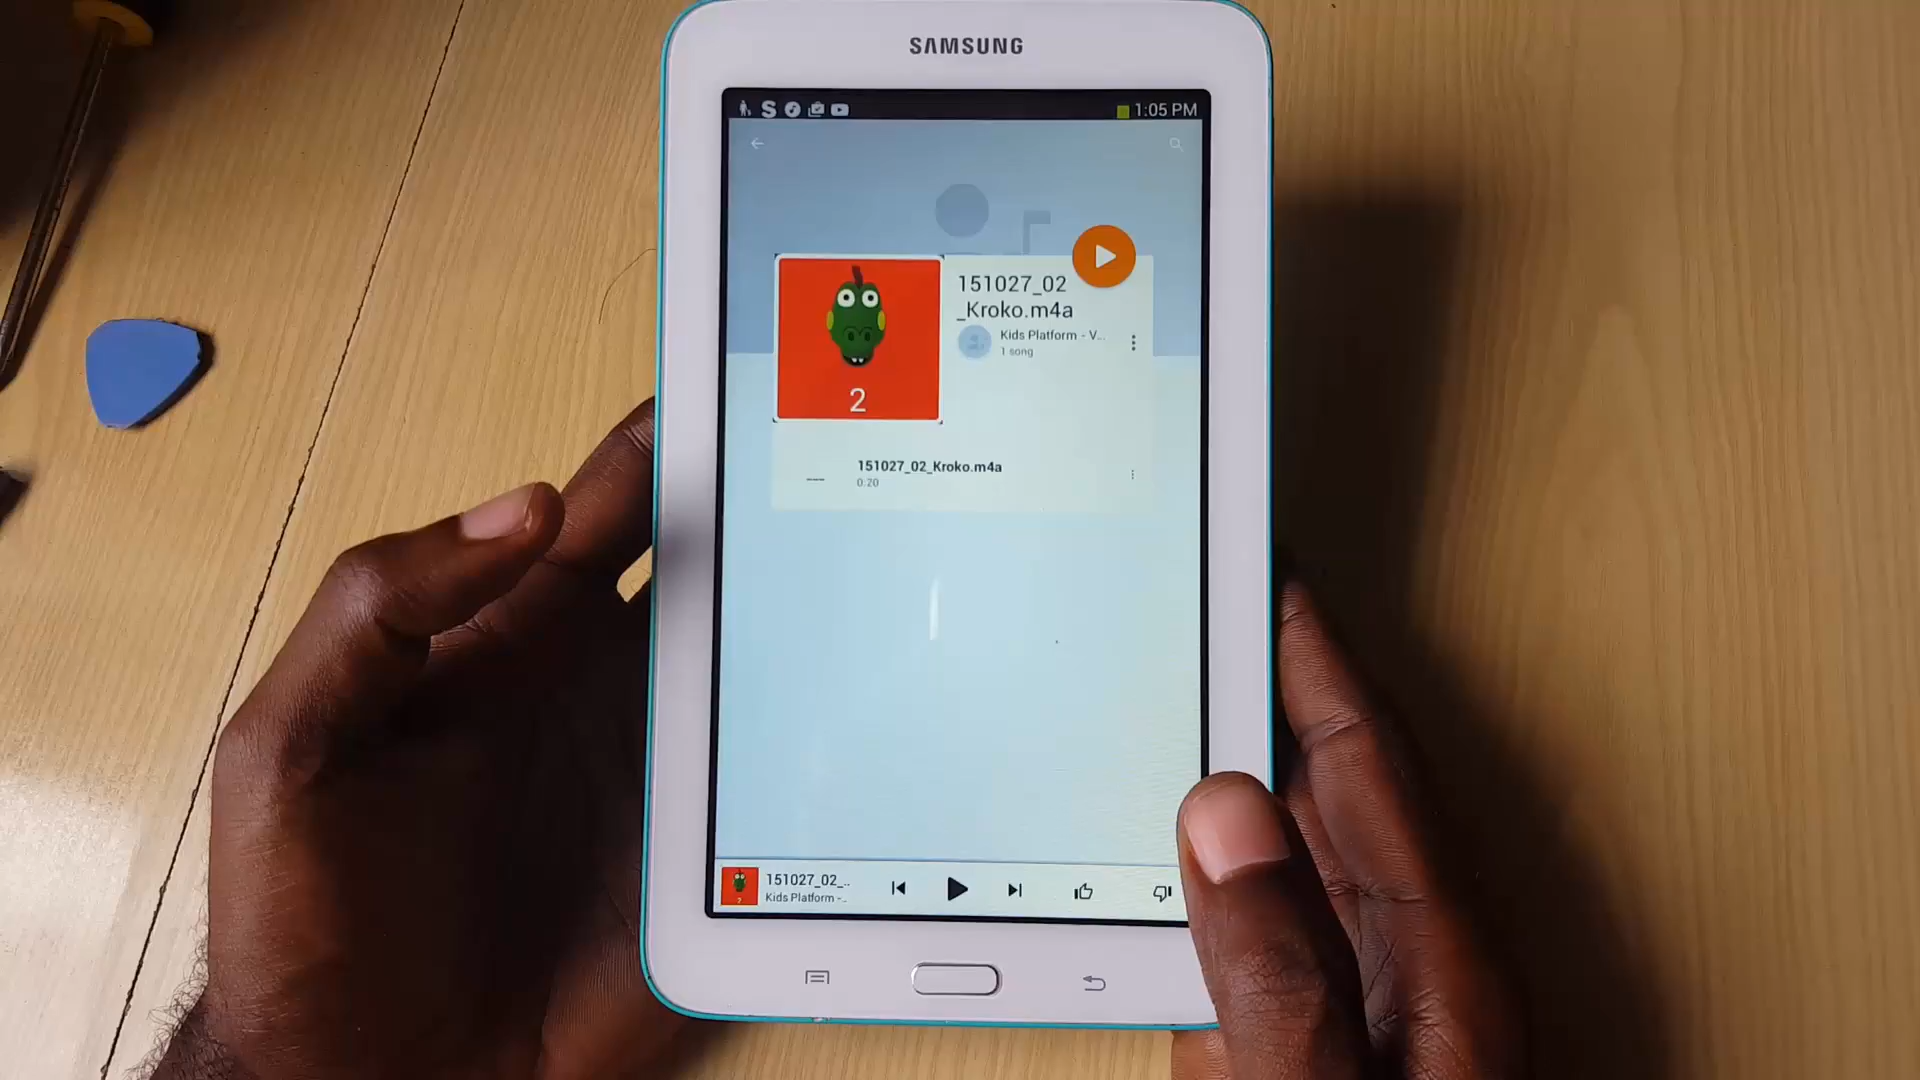 SAMSUNG
S
1:05 PM
151027_02
_Kroko.m4a
Kids Platform - V...
1 song
2
151027_02_Kroko.m4a
0:20
151027_02_..
Kids Platform -..